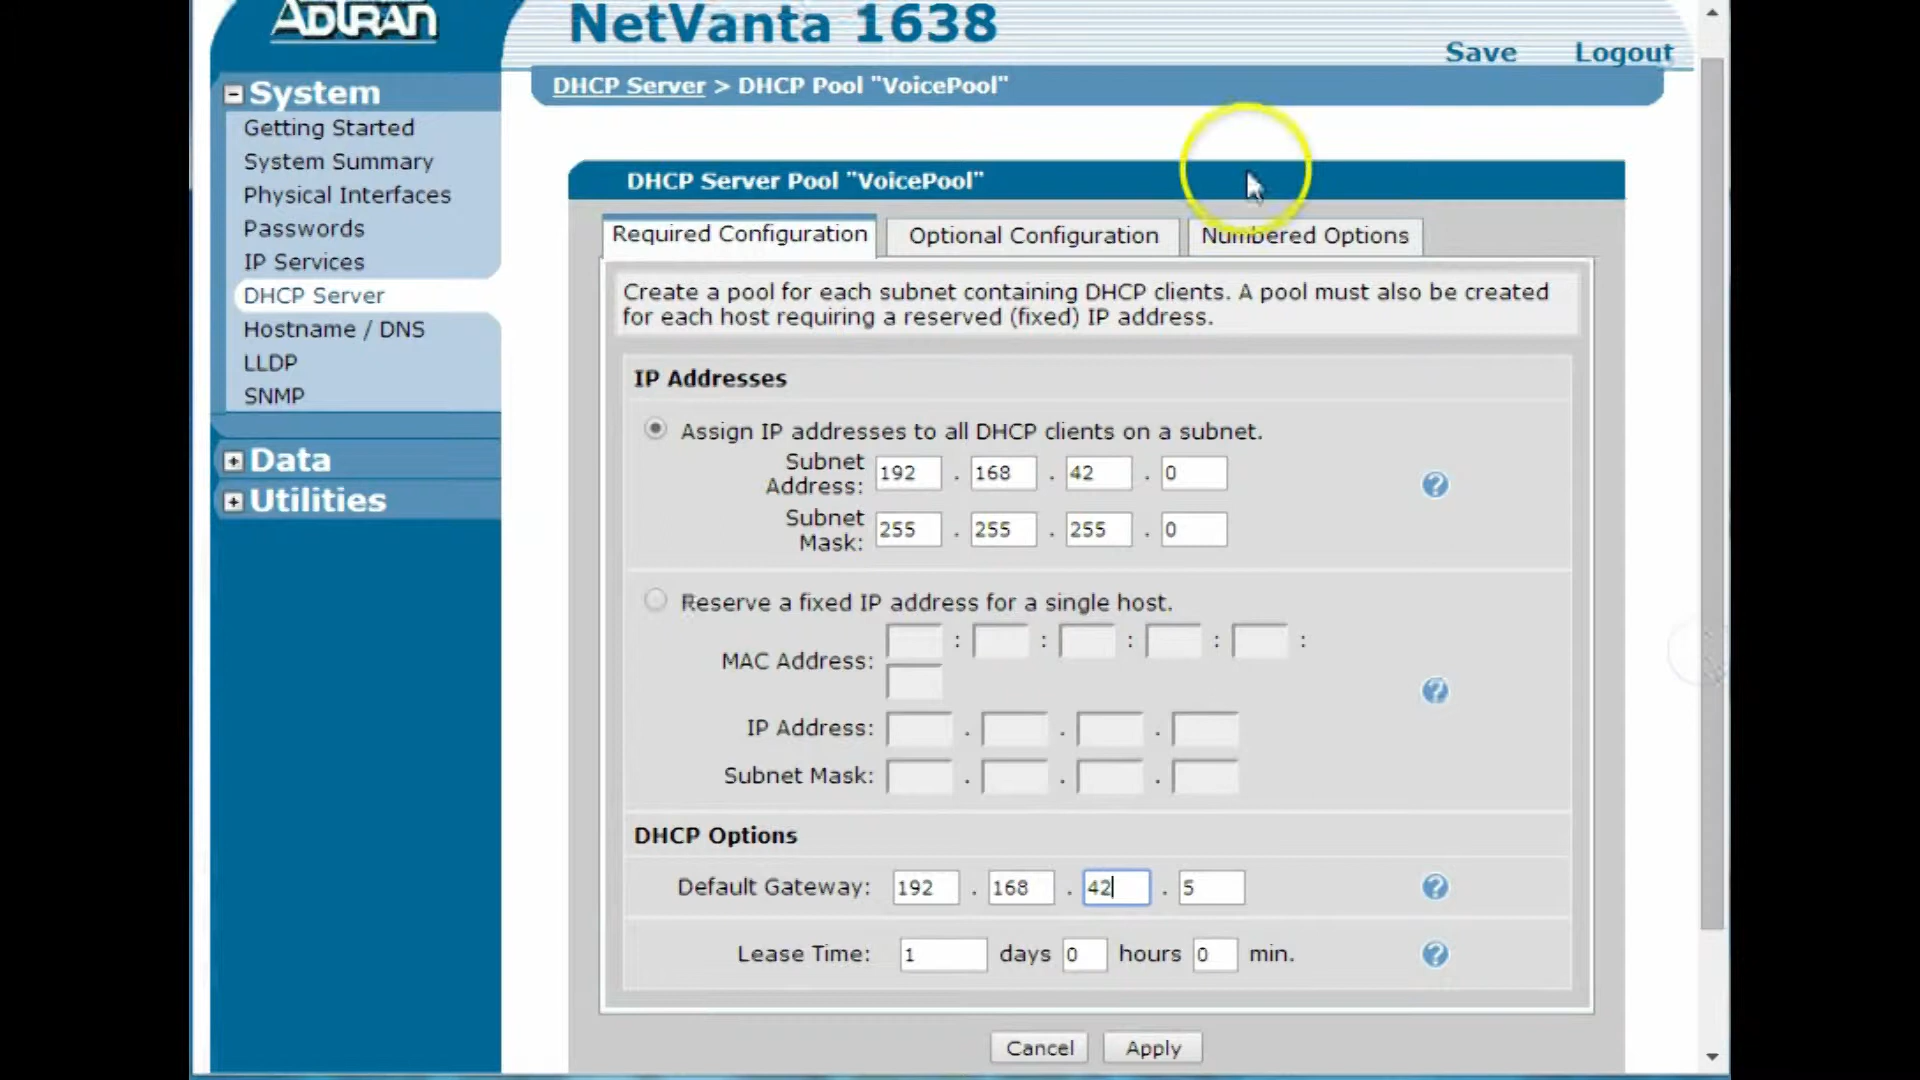 ADTRAN
NetVanta 1638
Save Logout
DHCP Server > DHCP Pool "VoicePool"
System
Getting Started
System Summary
Physical Interfaces
Passwords
IP Services
DHCP Server
Hostname / DNS
LLDP
SNMP
Data
Utilities
DHCP Server Pool "VoicePool"
Required Configuration Optional Configuration Numbered Options
Create a pool for each subnet containing DHCP clients. A pool must also be created
for each host requiring a reserved (fixed) IP address.
IP Addresses
Assign IP addresses to all DHCP clients on a subnet.
Subnet
Address: 192 . 168 . 42 . 0
Subnet
Mask: 255 . 255 . 255 . 0
Reserve a fixed IP address for a single host.
MAC Address: : : : : :
IP Address: . . .
Subnet Mask: . . .
DHCP Options
Default Gateway: 192 . 168 . 42 . 5
Lease Time: 1 days 0 hours 0 min.
Cancel Apply